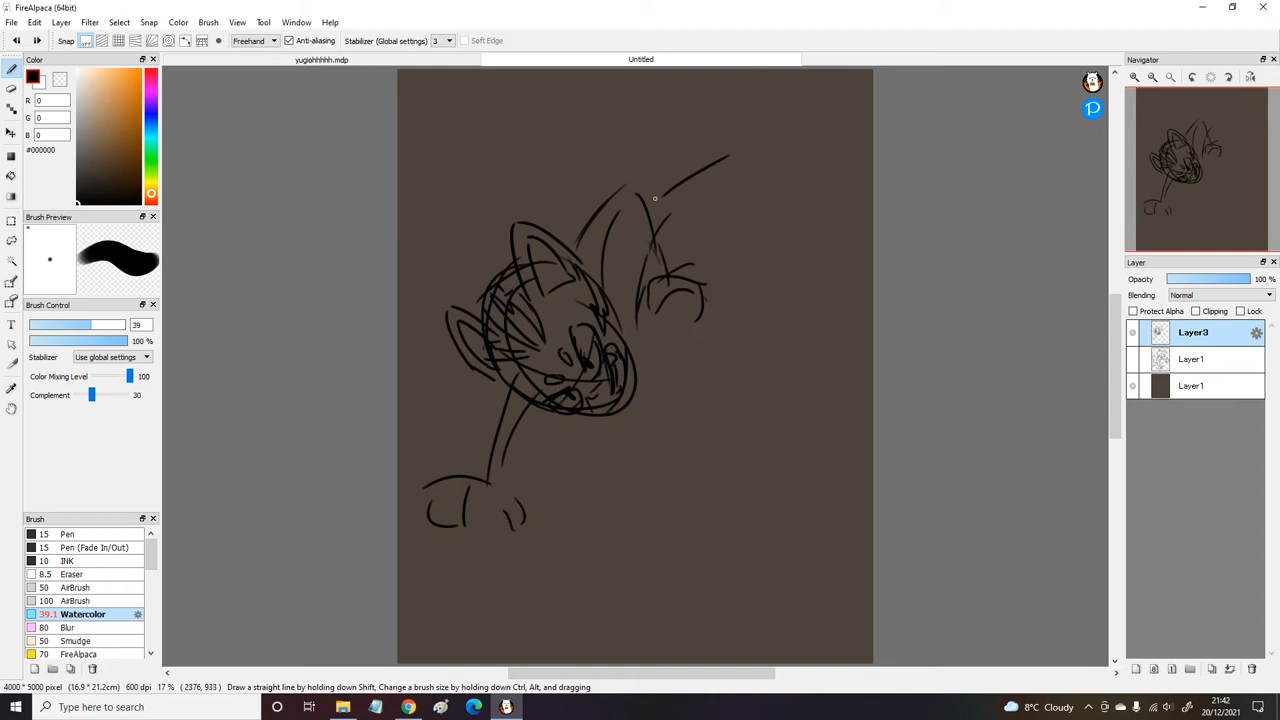 FireAlpaca (64bit)
File Edit Layer Filter Select Snap Color Brush View Tool Window Help
Snap OFF Freehand Anti-aliasing Stabilizer (Global settings) 3 Soft Edge
Color
yugiohhhhh.mdp
Untitled
Navigator
R 0
G 0
B 0
#000000
Brush Preview
Brush Control
39
100 %
Stabilizer Use global settings
Color Mixing Level 100
Complement 30
Layer
Opacity 100 %
Blending Normal
Protect Alpha Clipping Lock
Layer3
Layer1
Layer1
Brush
15 Pen
15 Pen (Fade In/Out)
10 INK
8.5 Eraser
50 AirBrush
100 AirBrush
39.1 Watercolor
80 Blur
50 Smudge
70 FireAlpaca
4000 * 5000 pixel (16.9 * 21.2cm) 600 dpi 17 % ( 2376, 933 ) Draw a straight line by holding down Shift, Change a brush size by holding down Ctrl, Alt, and dragging
Type here to search
8°C Cloudy
21:42
20/12/2021